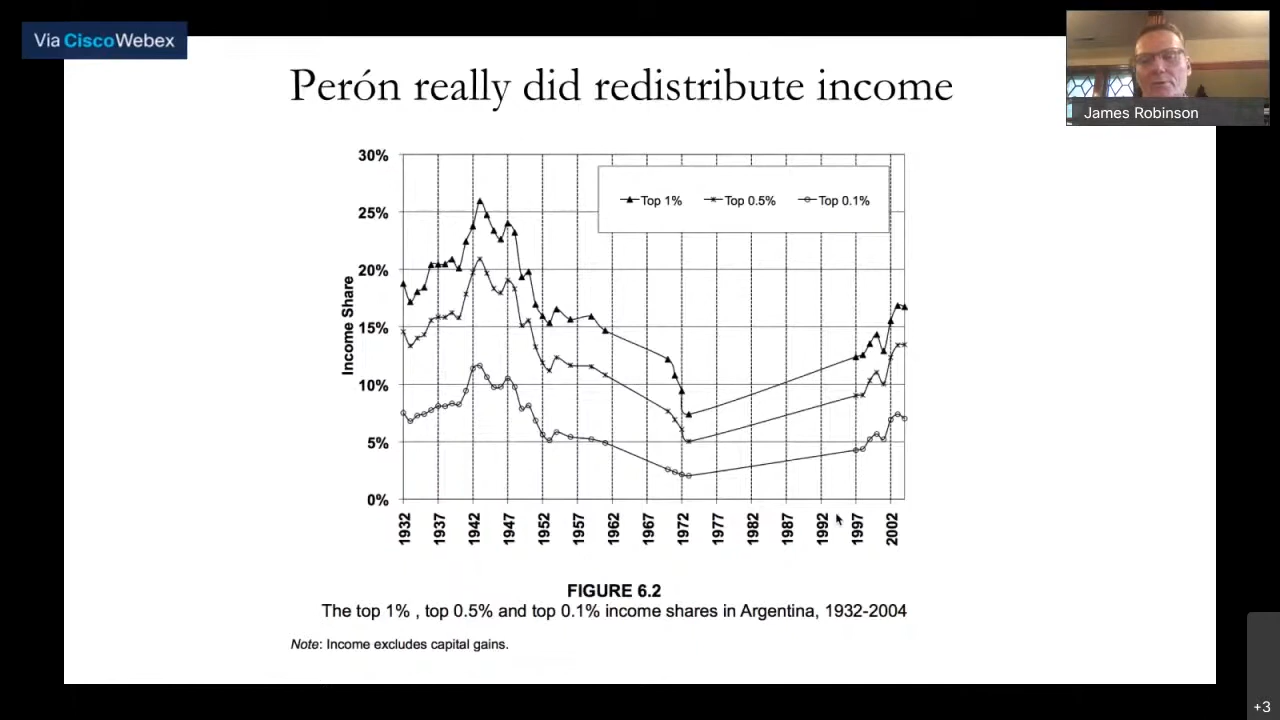 Vía CiscoWebex
Perón really did redistribute income
James Robinson
30%
25%
20%
15%
10%
5%
0%
Income Share
Top 1%
Top 0.5%
Top 0.1%
1932
1937
1942
1947
1952
1957
1962
1967
1972
1977
1982
1987
1992
1997
2002
FIGURE 6.2
The top 1% , top 0.5% and top 0.1% income shares in Argentina, 1932-2004
Note: Income excludes capital gains.
+3